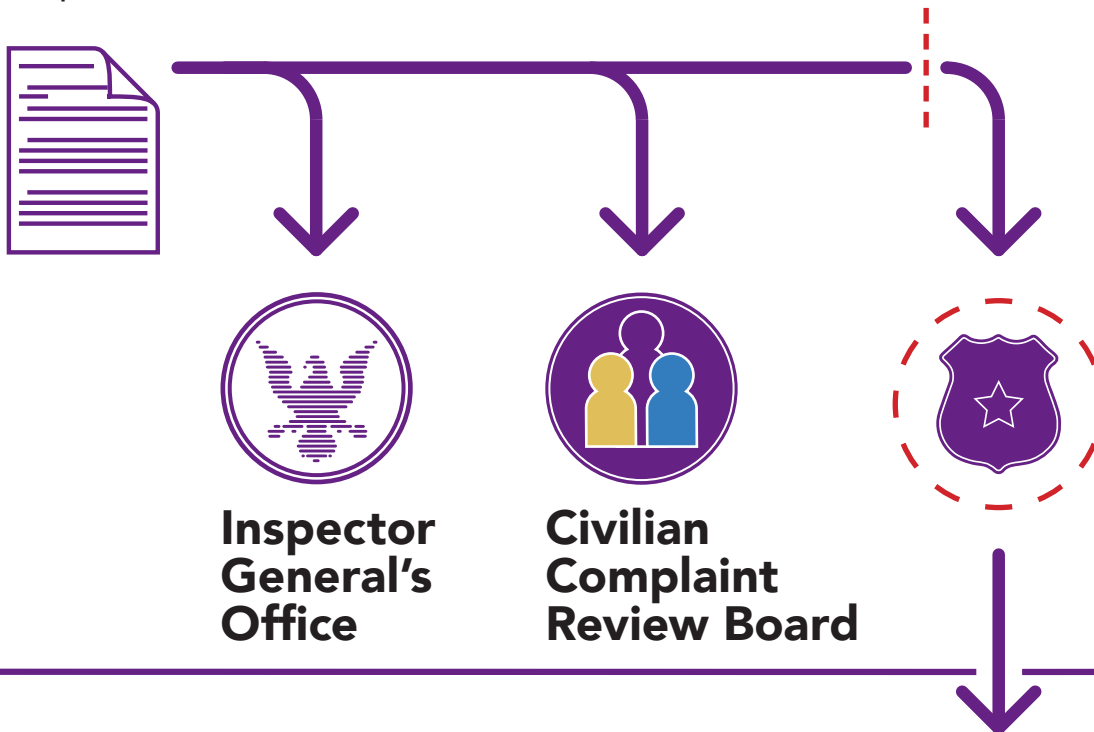 Inspector
General’s
Office
Civilian
Complaint
Review Board